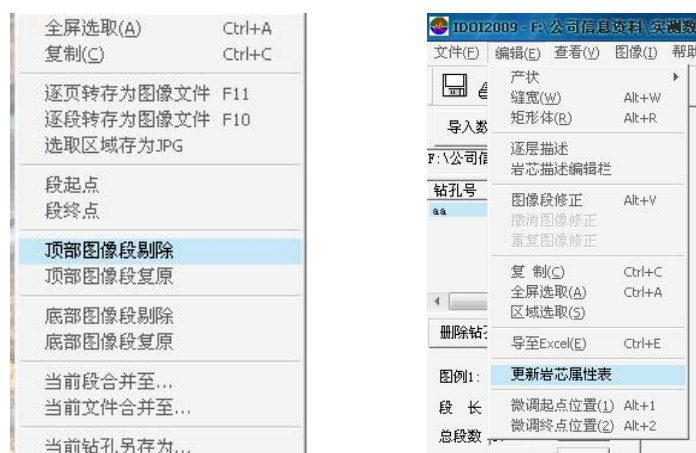 全屏选取(A) Ctrl+A
复制(C) Ctrl+C
逐页转存为图像文件 F11
逐段转存为图像文件 F10
选取区域存为JPG
段起点
段终点
顶部图像段剔除
顶部图像段复原
底部图像段剔除
底部图像段复原
当前段合并至...
当前文件合并至...
当前钻孔另存为...
IDOI2009 - F:\公司信息资料\实测数
文件(F) 编辑(E) 查看(V) 图像(I) 帮助
产状
缝宽(W) Alt+W
矩形体(R) Alt+R
导入数
逐层描述
F:\公司信
岩芯描述编辑栏
钻孔号
图像段修正 Alt+V
aa
撤消图像修正
重复图像修正
复 制(C) Ctrl+C
全屏选取(A) Ctrl+A
区域选取(S)
删除钻
导至Excel(E) Ctrl+E
图例1:
更新岩芯属性表
段 长
微调起点位置(1) Alt+1
微调终点位置(2) Alt+2
总段数